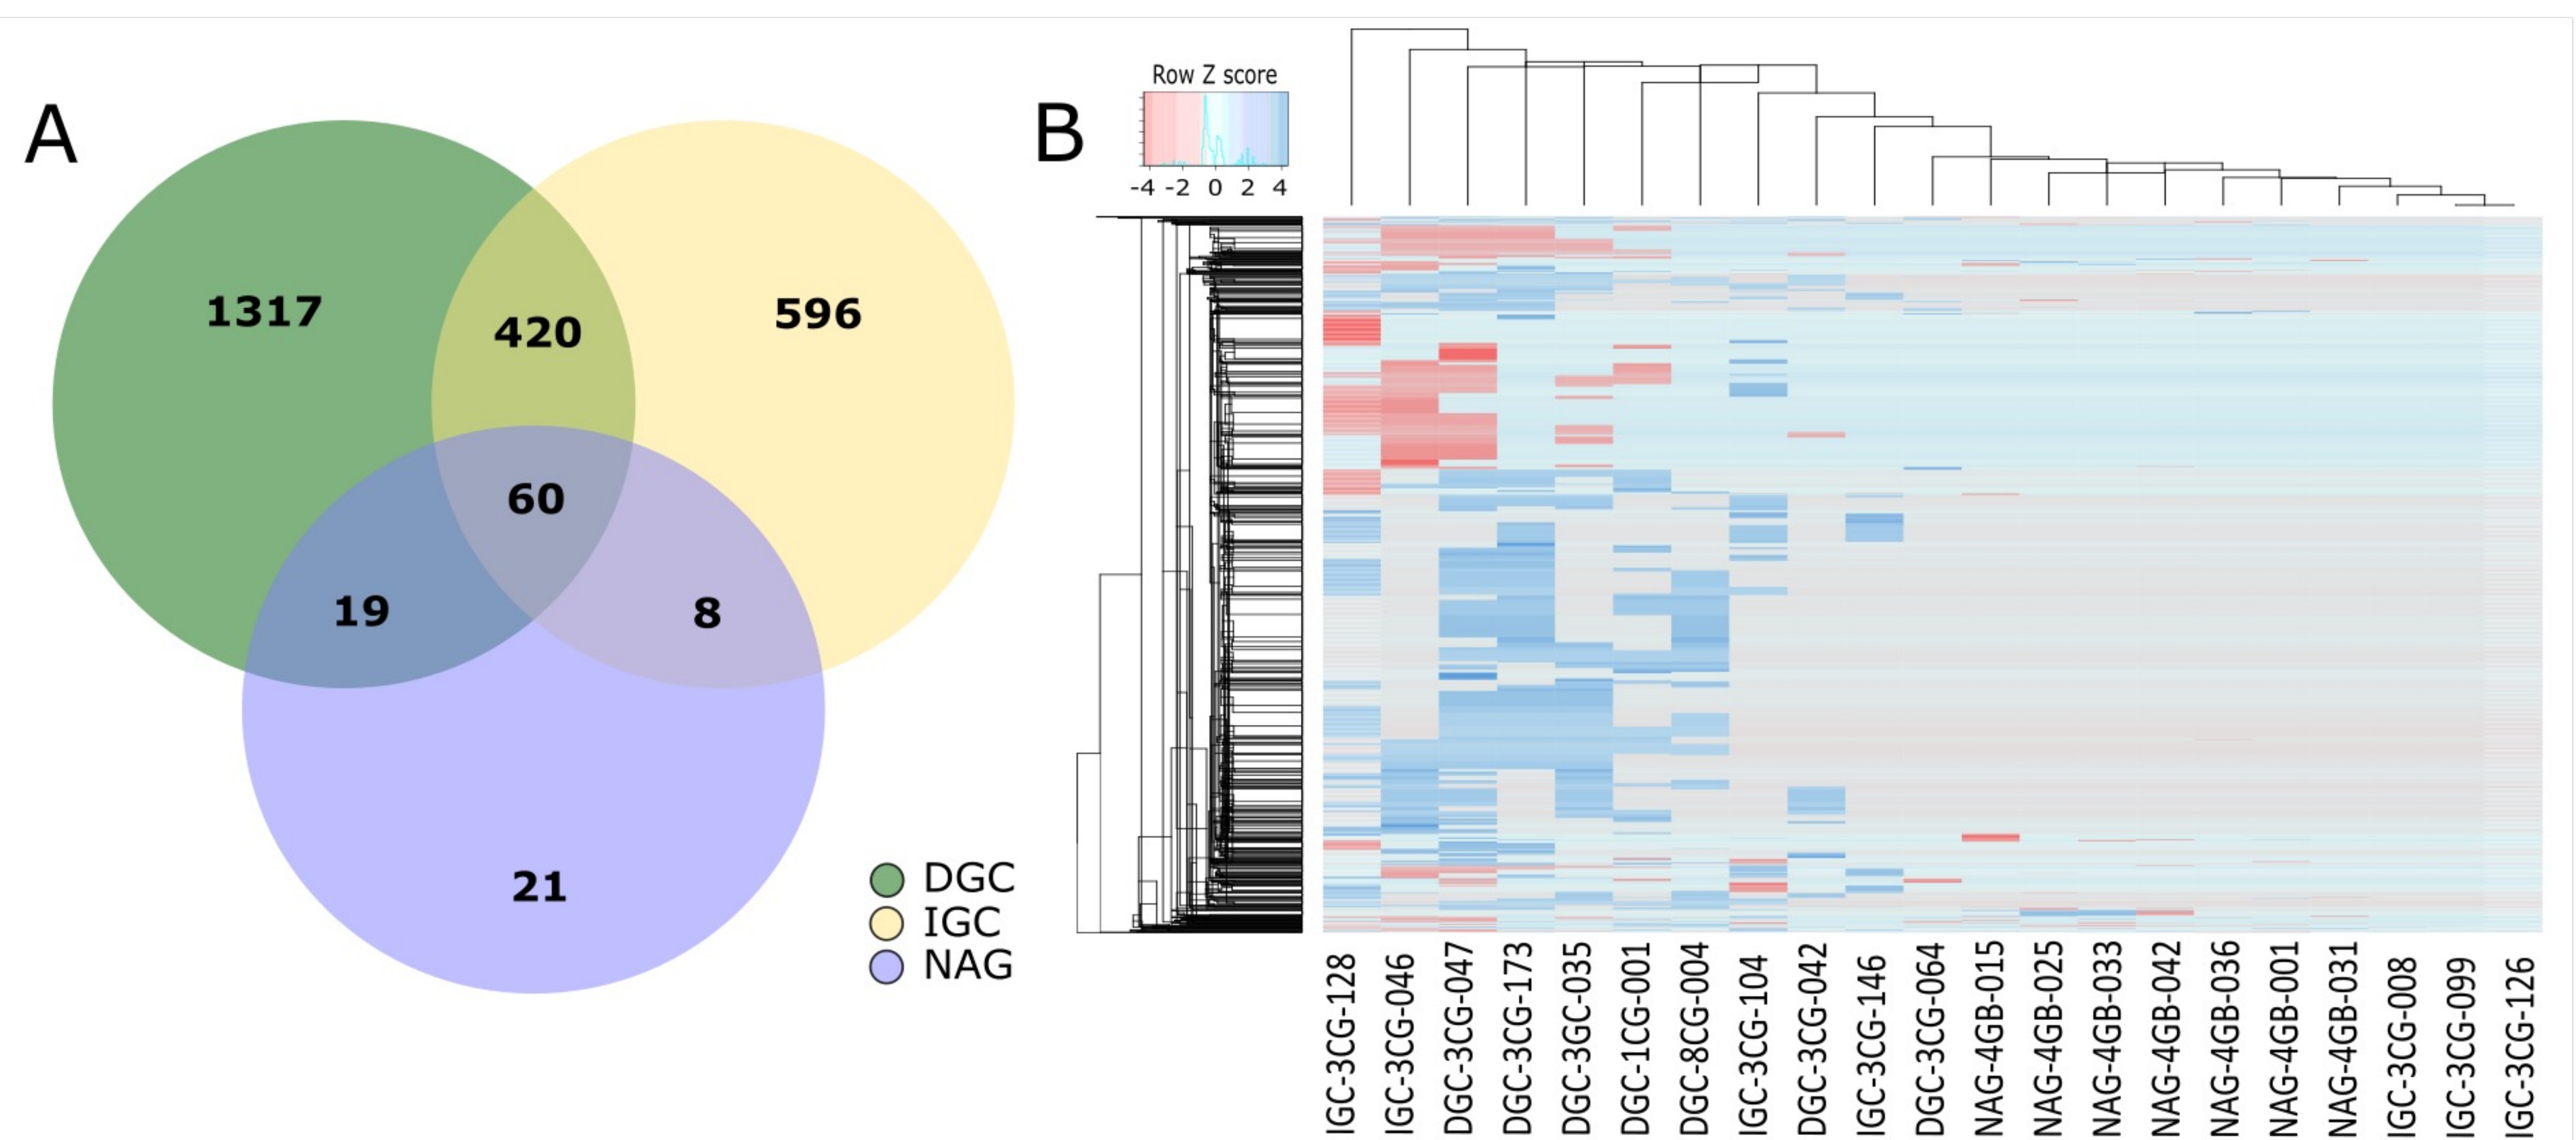 A
1317
420
596
60
19
8
21
DGC
IGC
NAG
B
Row Z score
-4 -2 0 2 4
IGC-3CG-128
IGC-3CG-046
DGC-3CG-047
DGC-3CG-173
DGC-3GC-035
DGC-1CG-001
DGC-8CG-004
IGC-3CG-104
DGC-3CG-042
IGC-3CG-146
DGC-3CG-064
NAG-4GB-015
NAG-4GB-025
NAG-4GB-033
NAG-4GB-042
NAG-4GB-036
NAG-4GB-001
NAG-4GB-031
IGC-3CG-008
IGC-3CG-099
IGC-3CG-126